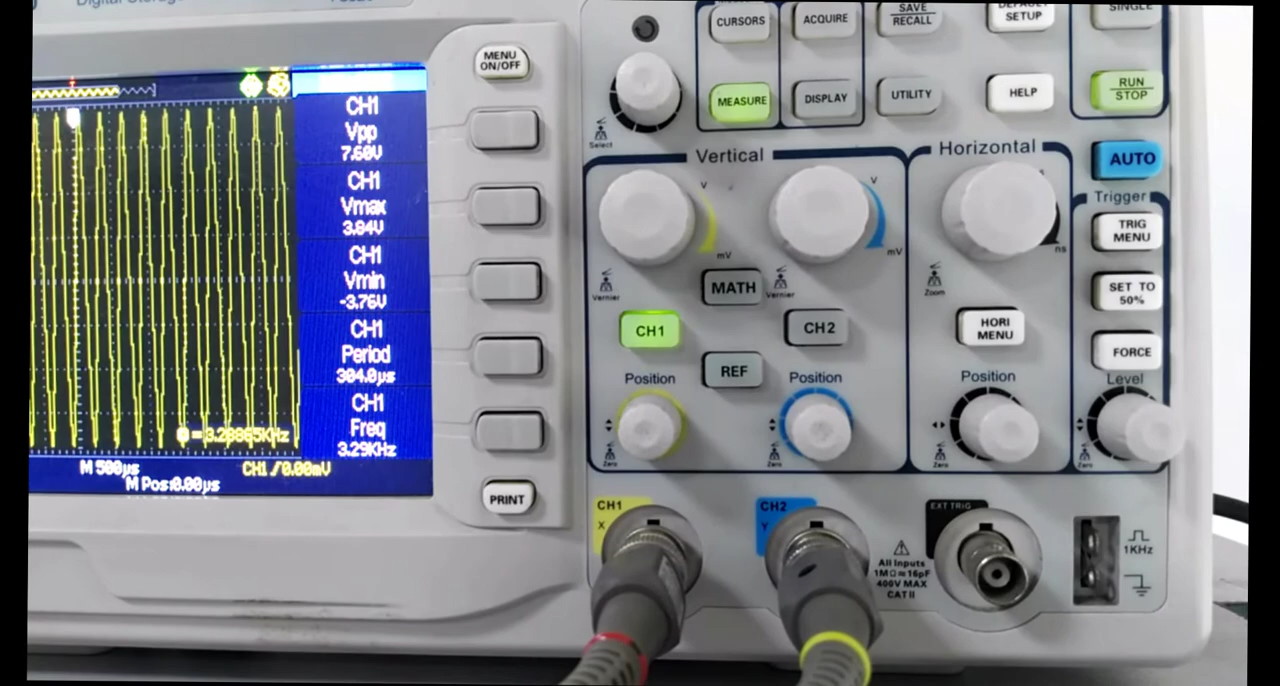 Digital Storage
CH1
Vpp
7.60V
CH1
Vmax
3.84V
CH1
Vmin
-3.76V
CH1
Period
304.0µs
CH1
Freq
3.29KHz
=3.28865KHz
M 500µs
CH1 / 0.00mV
M Pos:0.00µs
MENU
ON/OFF
PRINT
Select
CURSORS
ACQUIRE
SAVE
RECALL
DEFAULT
SETUP
SINGLE
MEASURE
DISPLAY
UTILITY
HELP
RUN
STOP
AUTO
Vertical
V
mV
Vernier
V
mV
Vernier
MATH
CH1
CH2
REF
Position
Zero
Position
Zero
Horizontal
ns
Zoom
HORI
MENU
Position
Zero
Trigger
TRIG
MENU
SET TO
50%
FORCE
Level
Zero
CH1
X
CH2
Y
EXT TRIG
All Inputs
1MΩ≈16pF
400V MAX
CAT II
1KHz